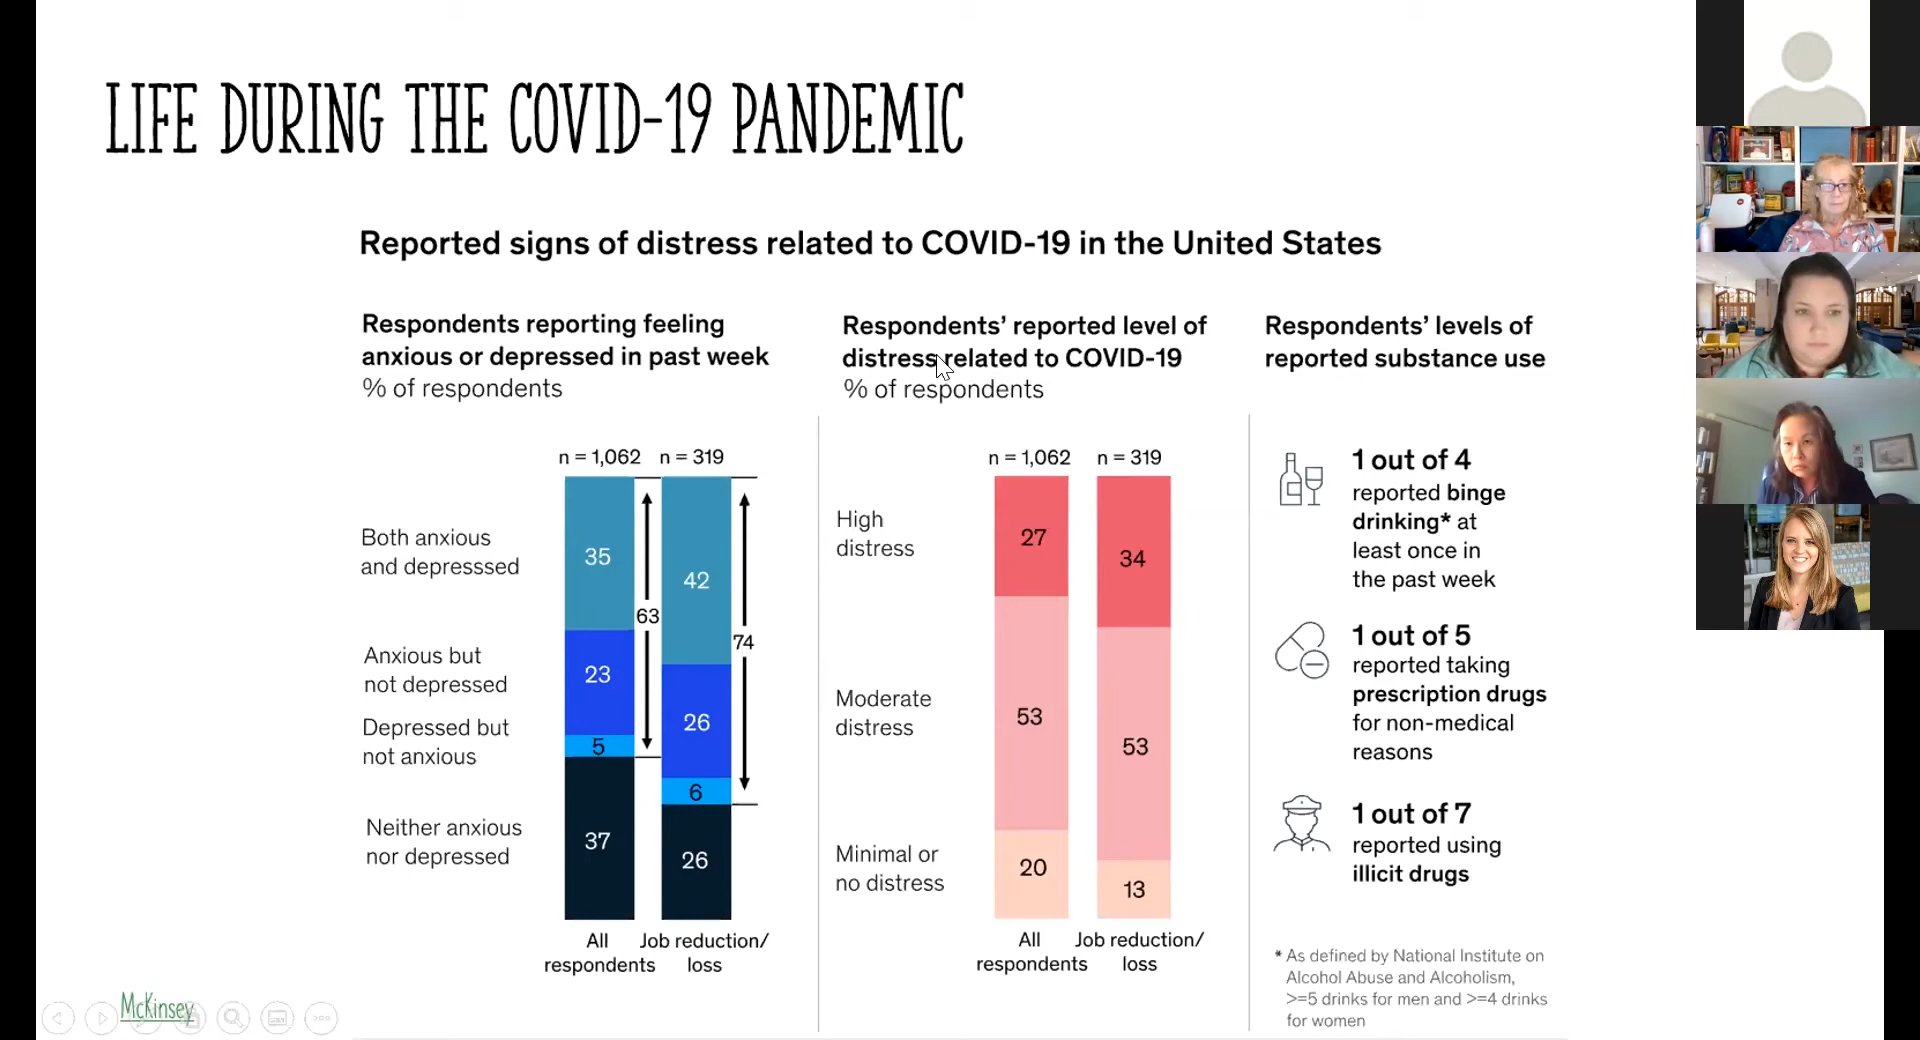 LIFE DURING THE COVID-19 PANDEMIC
Reported signs of distress related to COVID-19 in the United States
Respondents reporting feeling
anxious or depressed in past week
% of respondents
n = 1,062 n = 319
Both anxious
and depresssed
Anxious but
not depressed
Depressed but
not anxious
Neither anxious
nor depressed
35
23
5
37
63
42
26
6
26
74
All
respondents
Job reduction/
loss
Respondents’ reported level of
distress related to COVID-19
% of respondents
n = 1,062 n = 319
High
distress
Moderate
distress
Minimal or
no distress
27
53
20
34
53
13
All
respondents
Job reduction/
loss
Respondents’ levels of
reported substance use
1 out of 4
reported binge
drinking* at
least once in
the past week
1 out of 5
reported taking
prescription drugs
for non-medical
reasons
1 out of 7
reported using
illicit drugs
* As defined by National Institute on
Alcohol Abuse and Alcoholism,
>=5 drinks for men and >=4 drinks
for women
McKinsey